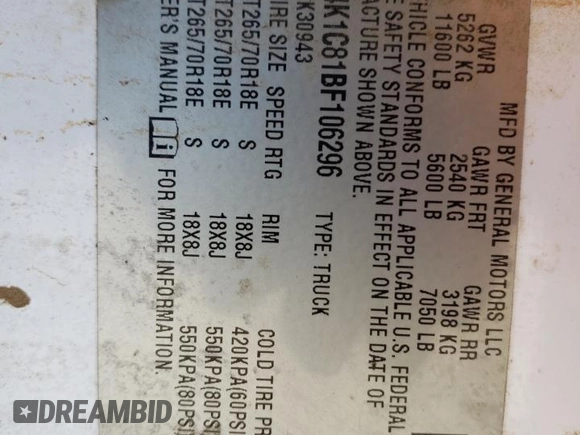 MFD BY GENERAL MOTORS LLC
GVWR GAWR FRT GAWR RR
5262 KG 2540 KG 3198 KG
11600 LB 5600 LB 7050 LB
HICLE CONFORMS TO ALL APPLICABLE U.S. FEDERAL
E SAFETY STANDARDS IN EFFECT ON THE DATE OF
ACTURE SHOWN ABOVE.
K1C81BF106296 TYPE: TRUCK
K30943
IRE SIZE SPEED RTG RIM COLD TIRE PR
T265/70R18E S 18X8J 420KPA(60PSI
T265/70R18E S 18X8J 550KPA(80PSI
T265/70R18E S 18X8J 550KPA(80PSI
ER'S MANUAL i FOR MORE INFORMATION
DREAMBID